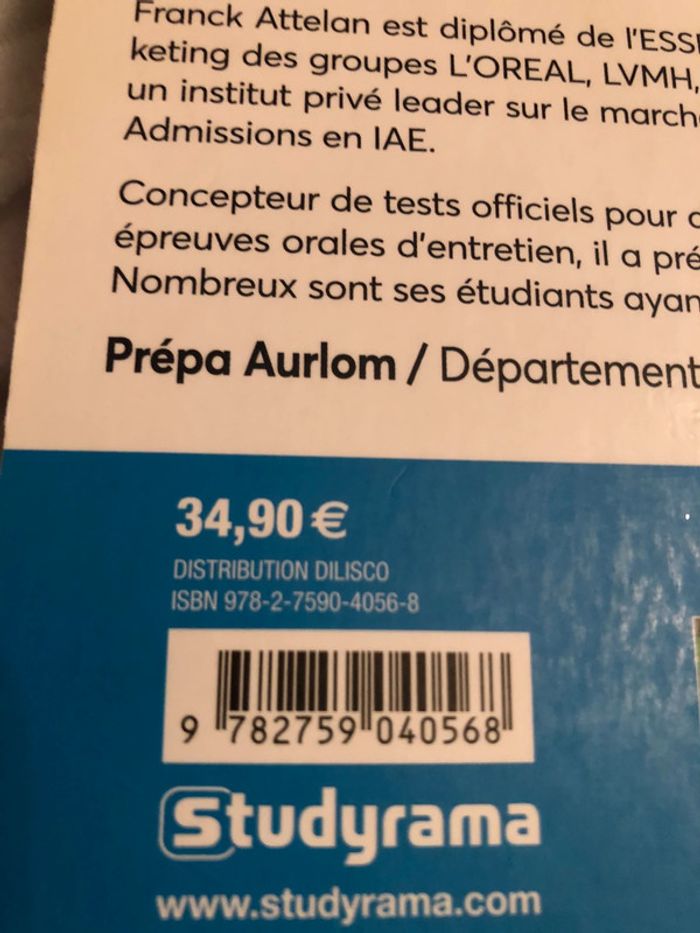 Franck Attelan est diplômé de l'ESS
keting des groupes L'OREAL, LVMH,
un institut privé leader sur le march
Admissions en IAE.
Concepteur de tests officiels pour
épreuves orales d'entretien, il a pré
Nombreux sont ses étudiants ayan
Prépa Aurlom / Département
34,90 €
DISTRIBUTION DILISCO
ISBN 978-2-7590-4056-8
9 782759 040568
Studyrama
www.studyrama.com